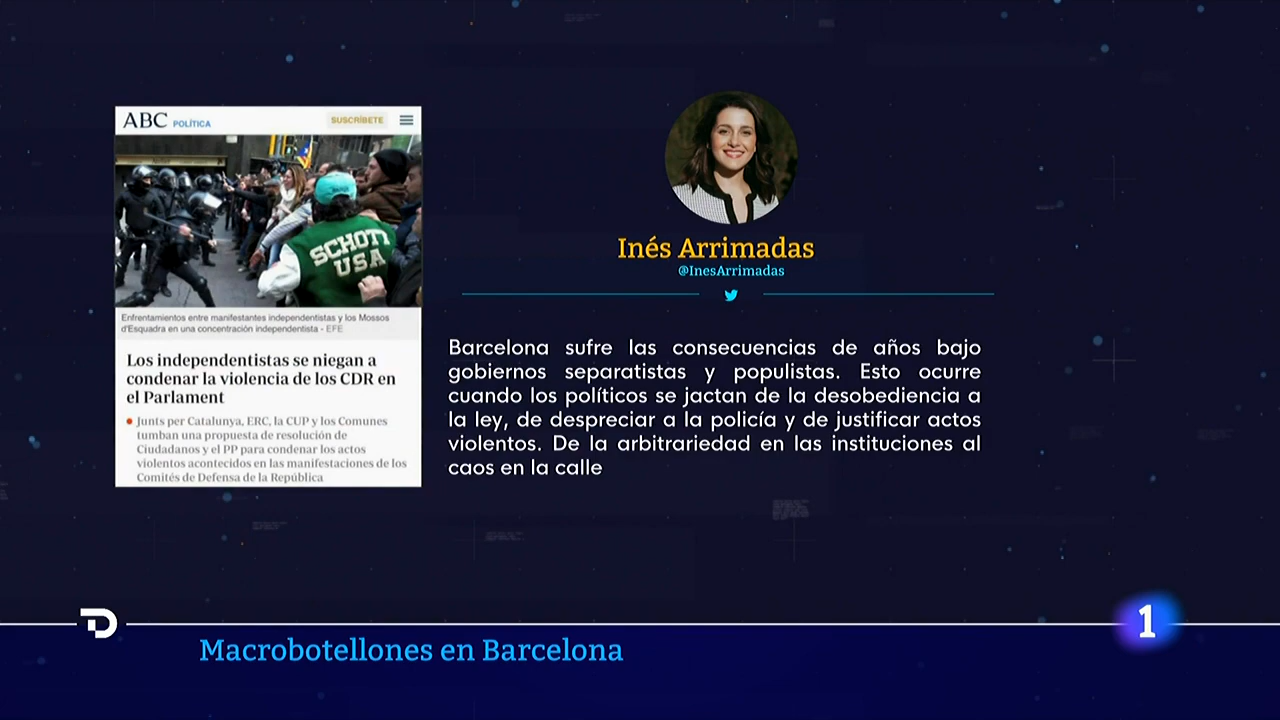 ABC POLÍTICA SUSCRÍBETE
SCHOTT
USA
Enfrentamientos entre manifestantes independentistas y los Mossos
d'Esquadra en una concentración independentista - EFE
Los independentistas se niegan a
condenar la violencia de los CDR en
el Parlament
Junts per Catalunya, ERC, la CUP y los Comunes
tumban una propuesta de resolución de
Ciudadanos y el PP para condenar los actos
violentos acontecidos en las manifestaciones de los
Comités de Defensa de la República
Inés Arrimadas
@InesArrimadas
Barcelona sufre las consecuencias de años bajo
gobiernos separatistas y populistas. Esto ocurre
cuando los políticos se jactan de la desobediencia a
la ley, de despreciar a la policía y de justificar actos
violentos. De la arbitrariedad en las instituciones al
caos en la calle
1
Macrobotellones en Barcelona